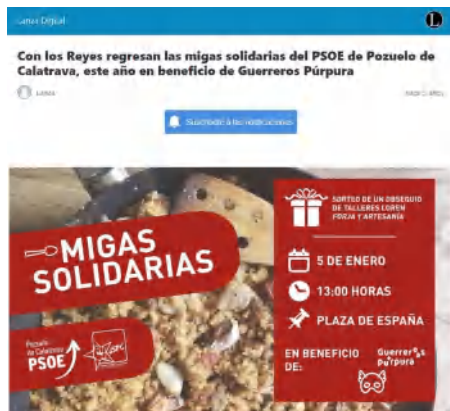 Lanza Digital
L
Con los Reyes regresan las migas solidarias del PSOE de Pozuelo de
Calatrava, este año en beneficio de Guerreros Púrpura
Suscríbete a las notificaciones
MIGAS
SOLIDARIAS
Pozuelo
de Calatrava
PSOE
SORTEO DE UN OBSEQUIO
DE TALLERES LOREN
FORJA Y ARTESANÍA
5 DE ENERO
13:00 HORAS
PLAZA DE ESPAÑA
EN BENEFICIO
DE:
Guerreros
Púrpura